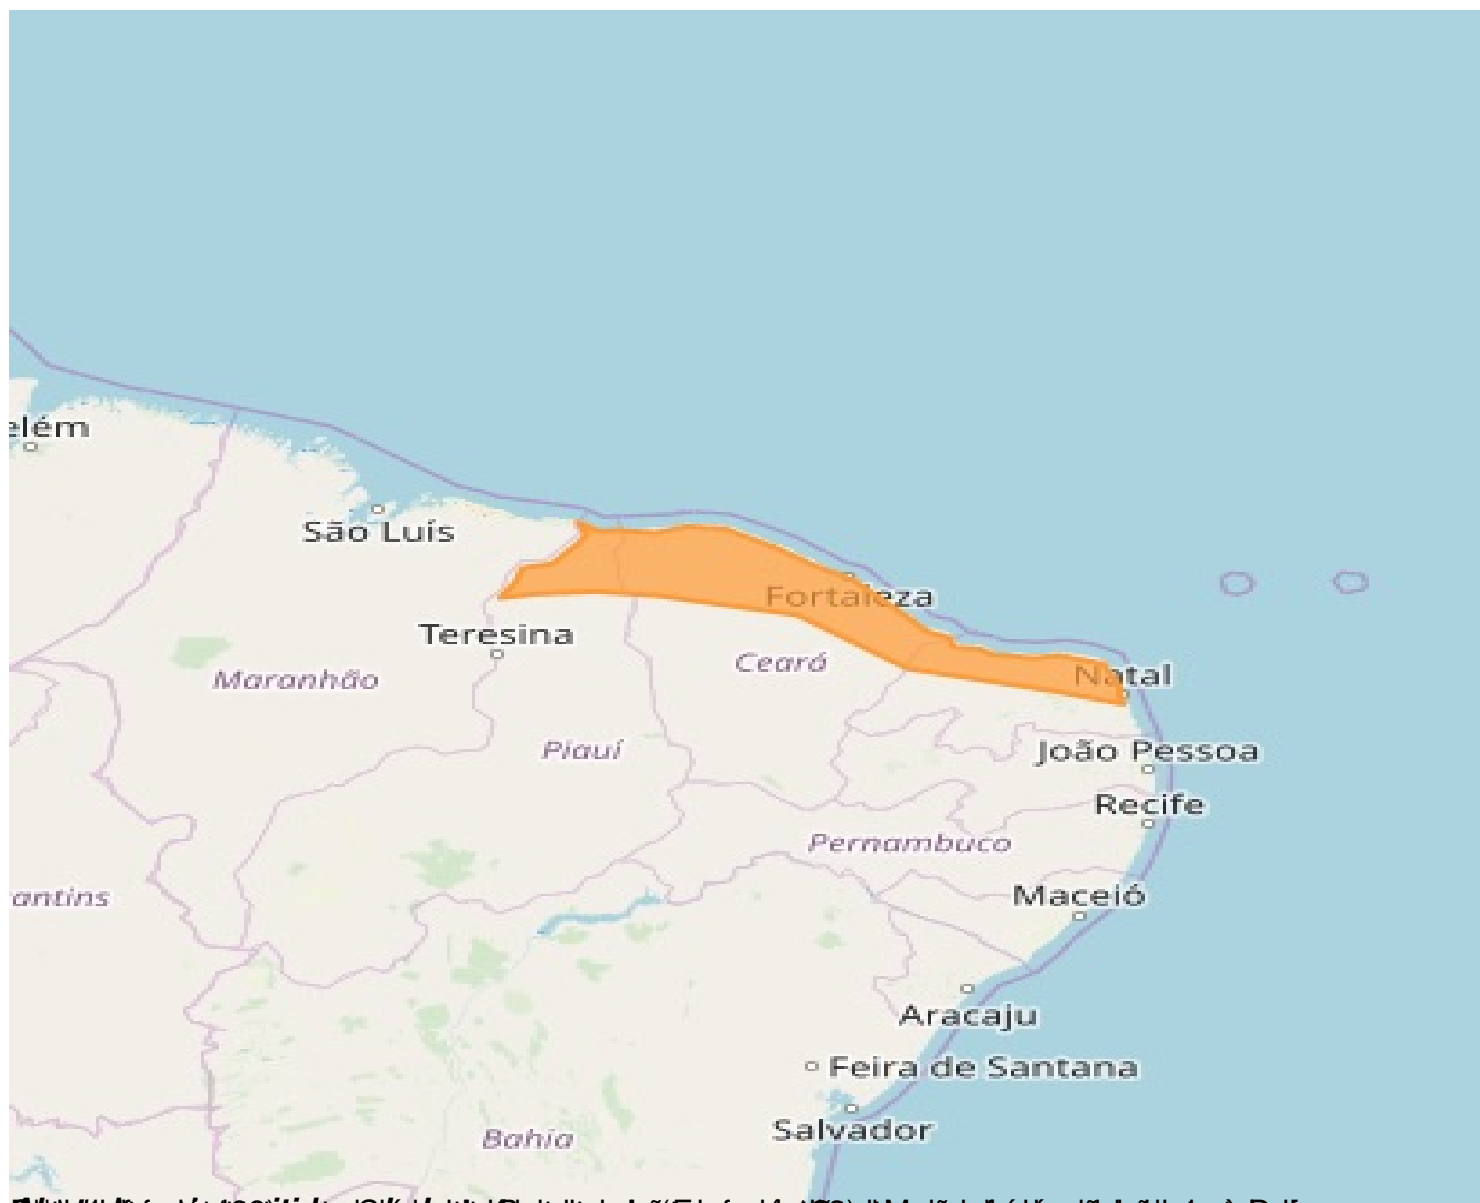 elém
São Luís
Fortaleza
Teresina
Ceará
Natal
Maranhão
Piauí
João Pessoa
Recife
Pernambuco
antins
Maceió
Aracaju
Feira de Santana
Salvador
Bahia